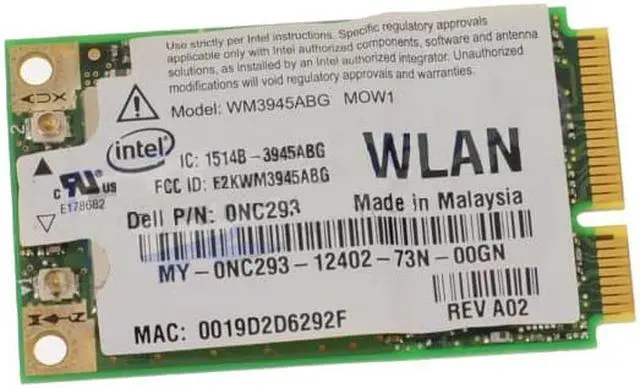 Use strictly per Intel instructions. Specific regulatory approvals
applicable only with Intel authorized components, software and antenna
solutions, as installed by an Intel authorized integrator. Unauthorized
modifications will void regulatory approvals and warranties.
AUX
2
Model: WM3945ABG MOW1
intel
IC: 1514B-3945ABG
FCC ID: E2KWM3945ABG
WLAN
c RU us
E178682
Dell P/N: 0NC293 Made in Malaysia
MY-0NC293-12402-73N-00GN
MAC: 0019D2D6292F
REV A02